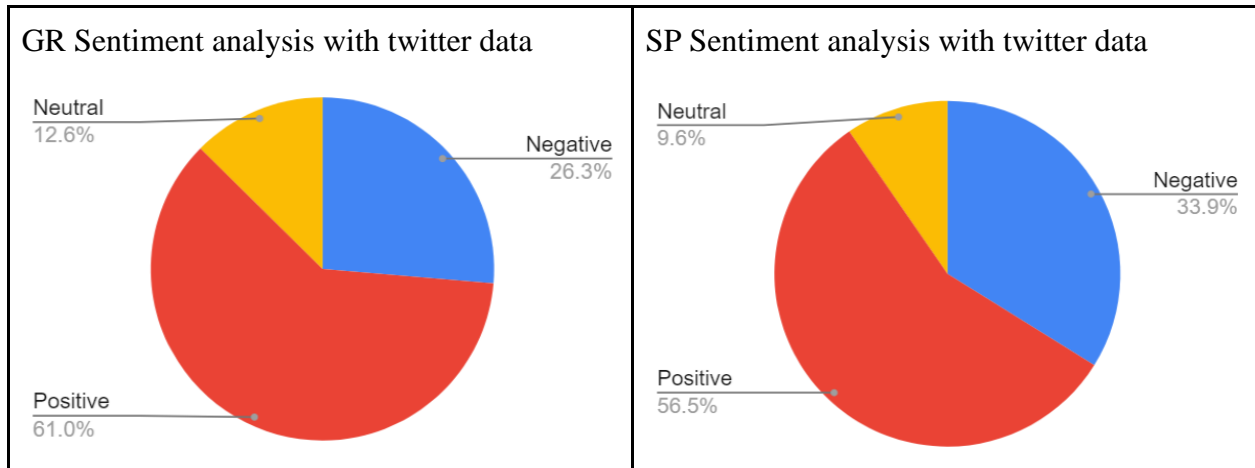 GR Sentiment analysis with twitter data
Neutral
12.6%
Negative
26.3%
Positive
61.0%
SP Sentiment analysis with twitter data
Neutral
9.6%
Negative
33.9%
Positive
56.5%